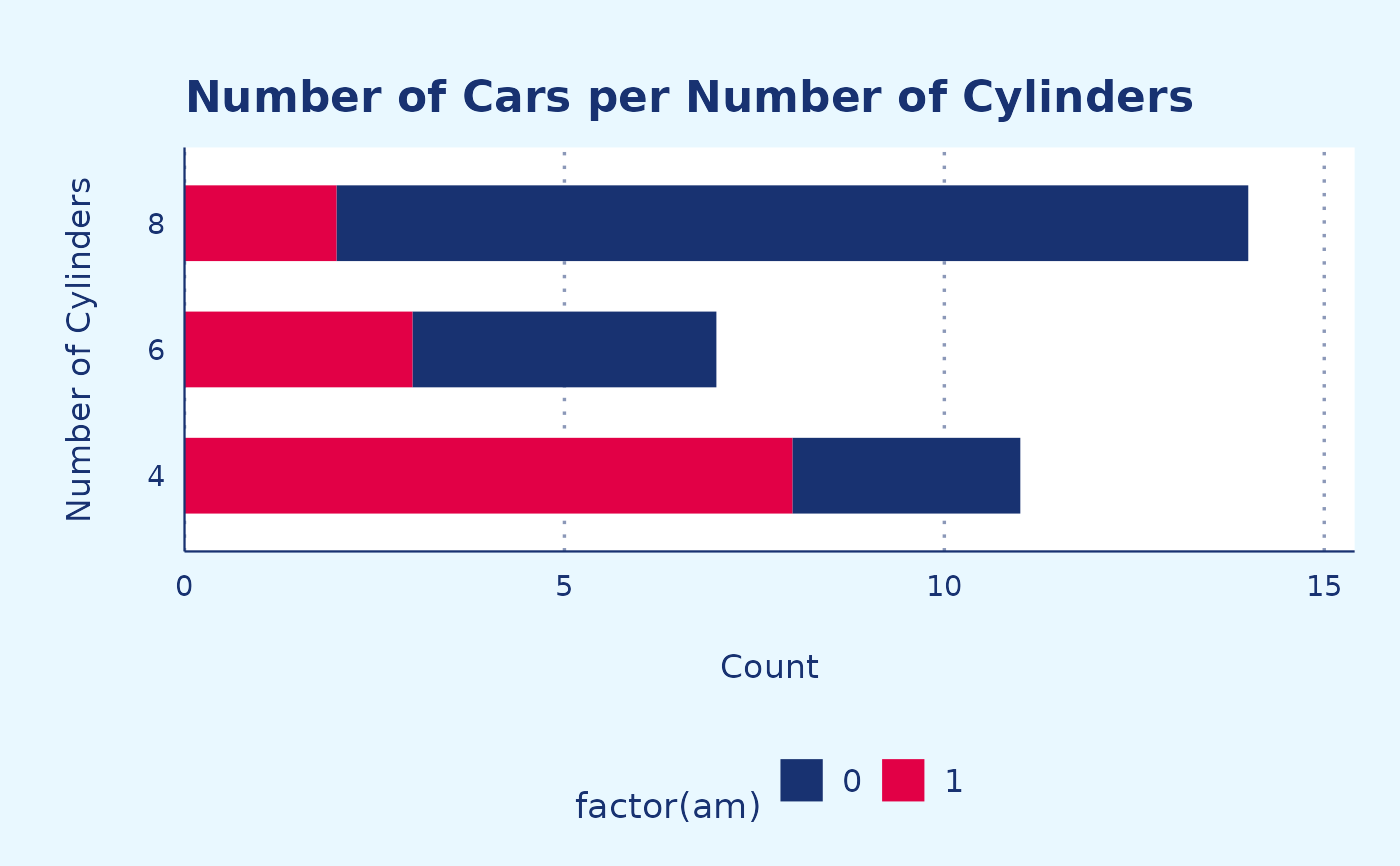 Number of Cars per Number of Cylinders
Number of Cylinders
8
6
4
0 5 10 15
Count
factor(am) 0 1